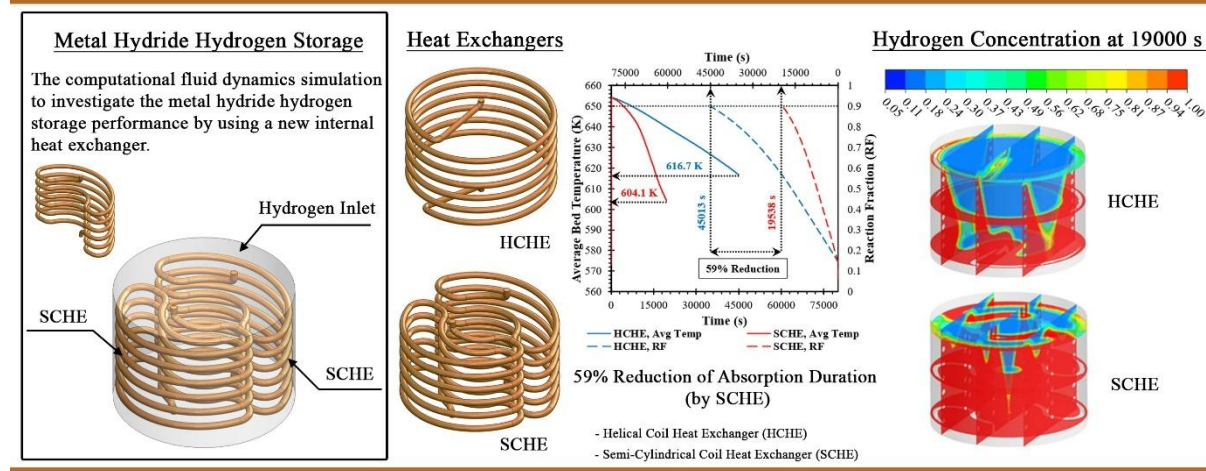 Metal Hydride Hydrogen Storage
The computational fluid dynamics simulation
to investigate the metal hydride hydrogen
storage performance by using a new internal
heat exchanger.
Hydrogen Inlet
SCHE
SCHE
Heat Exchangers
HCHE
SCHE
Time (s)
75000 60000 45000 30000 15000 0
Average Bed Temperature (K)
660
650
640
630
620
610
600
590
580
570
560
Reaction Fraction (RF)
1
0.9
0.8
0.7
0.6
0.5
0.4
0.3
0.2
0.1
0
616.7 K
604.1 K
45013 s
19538 s
59% Reduction
0 15000 30000 45000 60000 75000
Time (s)
HCHE, Avg Temp SCHE, Avg Temp
HCHE, RF SCHE, RF
59% Reduction of Absorption Duration
(by SCHE)
- Helical Coil Heat Exchanger (HCHE)
- Semi-Cylindrical Coil Heat Exchanger (SCHE)
Hydrogen Concentration at 19000 s
0.05 0.11 0.18 0.24 0.30 0.37 0.43 0.49 0.56 0.62 0.68 0.75 0.81 0.87 0.94 1.00
HCHE
SCHE